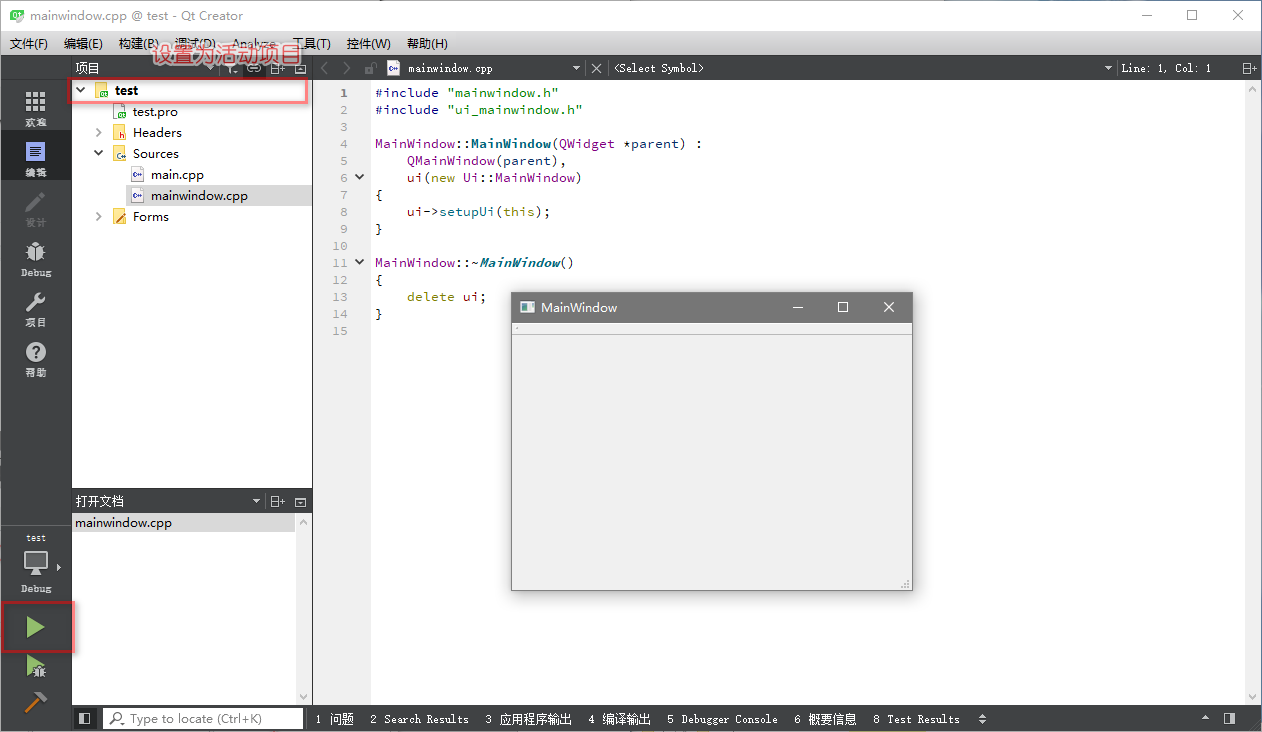 mainwindow.cpp @ test - Qt Creator
文件(F) 编辑(E) 构建(B) 调试(D) Analyze 工具(T) 控件(W) 帮助(H)
设置为活动项目
项目
mainwindow.cpp
<Select Symbol>
Line: 1, Col: 1
欢迎
编辑
设计
Debug
项目
帮助
test
test.pro
Headers
Sources
main.cpp
mainwindow.cpp
Forms
1 #include "mainwindow.h"
2 #include "ui_mainwindow.h"
3
4 MainWindow::MainWindow(QWidget *parent) :
5 QMainWindow(parent),
6 ui(new Ui::MainWindow)
7 {
8 ui->setupUi(this);
9 }
10
11 MainWindow::~MainWindow()
12 {
13 delete ui;
14 }
15
MainWindow
打开文档
mainwindow.cpp
test
Debug
Type to locate (Ctrl+K)
1 问题 2 Search Results 3 应用程序输出 4 编译输出 5 Debugger Console 6 概要信息 8 Test Results